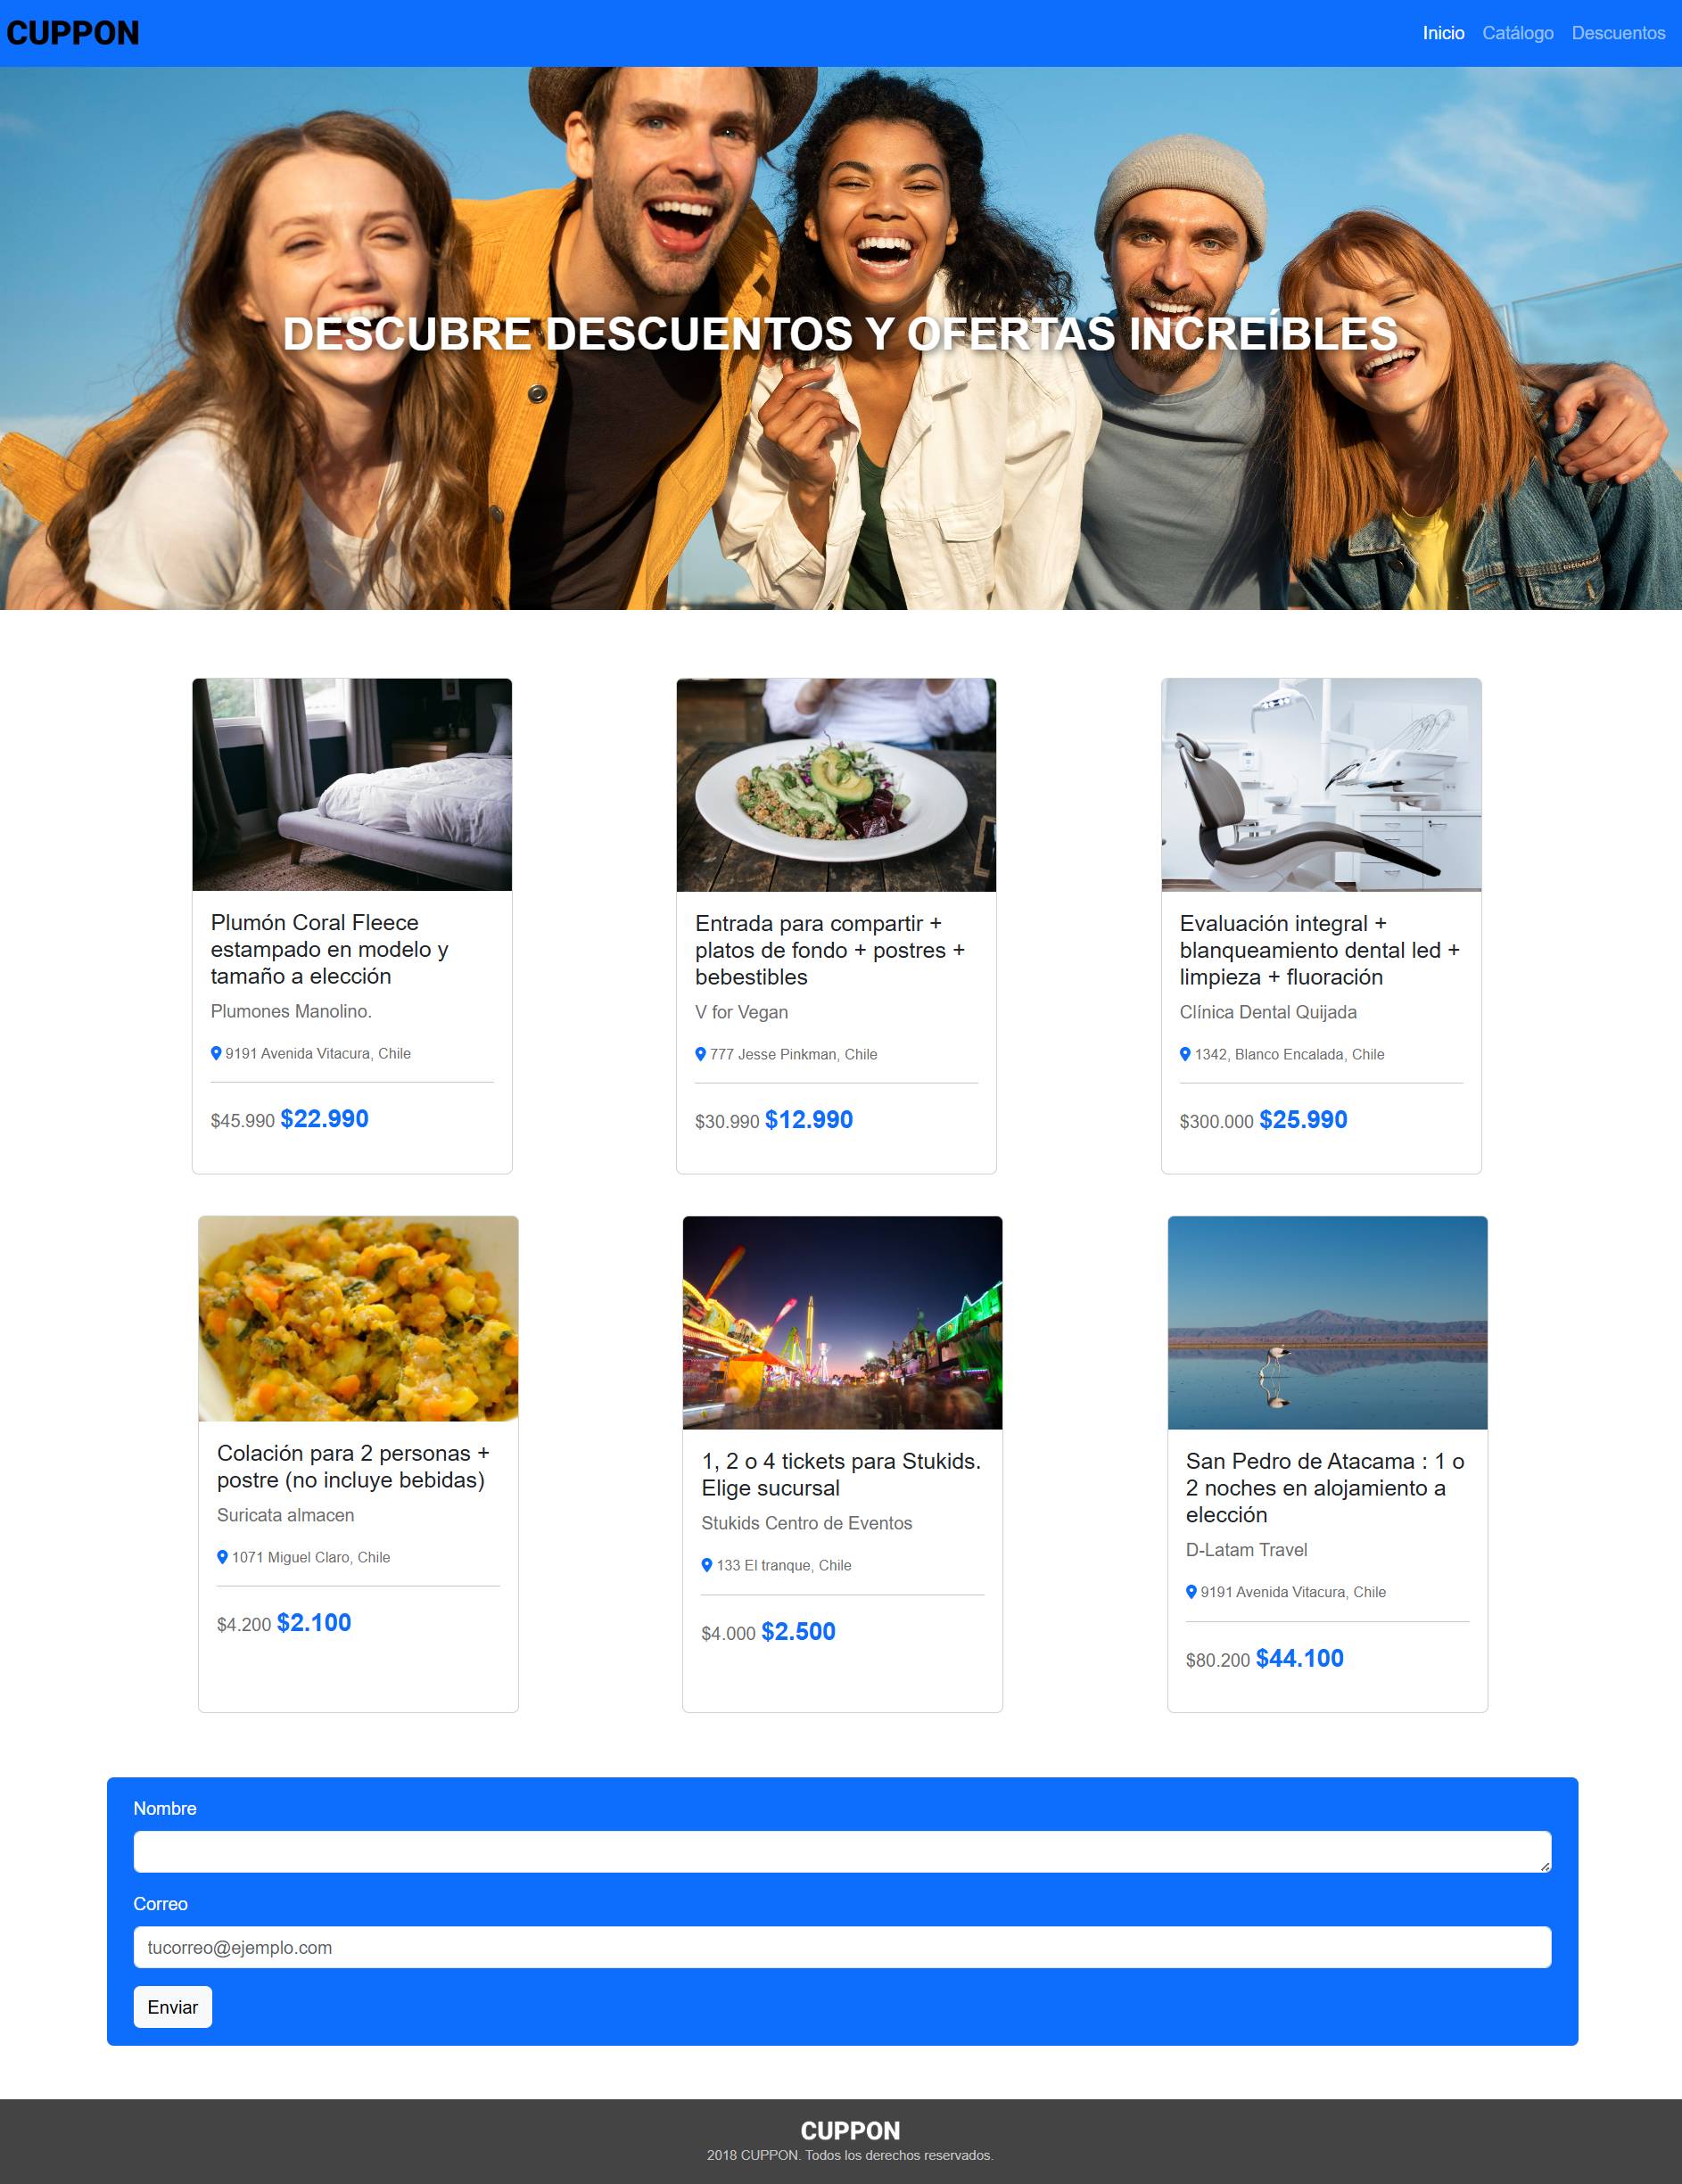 CUPPON
Inicio Catálogo Descuentos
DESCUBRE DESCUENTOS Y OFERTAS INCREÍBLES
Plumón Coral Fleece
estampado en modelo y
tamaño a elección
Plumones Manolino.
9191 Avenida Vitacura, Chile
$45.990 $22.990
Entrada para compartir +
platos de fondo + postres +
bebestibles
V for Vegan
777 Jesse Pinkman, Chile
$30.990 $12.990
Evaluación integral +
blanqueamiento dental led +
limpieza + fluoración
Clínica Dental Quijada
1342, Blanco Encalada, Chile
$300.000 $25.990
Colación para 2 personas +
postre (no incluye bebidas)
Suricata almacen
1071 Miguel Claro, Chile
$4.200 $2.100
1, 2 o 4 tickets para Stukids.
Elige sucursal
Stukids Centro de Eventos
133 El tranque, Chile
$4.000 $2.500
San Pedro de Atacama : 1 o
2 noches en alojamiento a
elección
D-Latam Travel
9191 Avenida Vitacura, Chile
$80.200 $44.100
Nombre
Correo
tucorreo@ejemplo.com
Enviar
CUPPON
2018 CUPPON. Todos los derechos reservados.